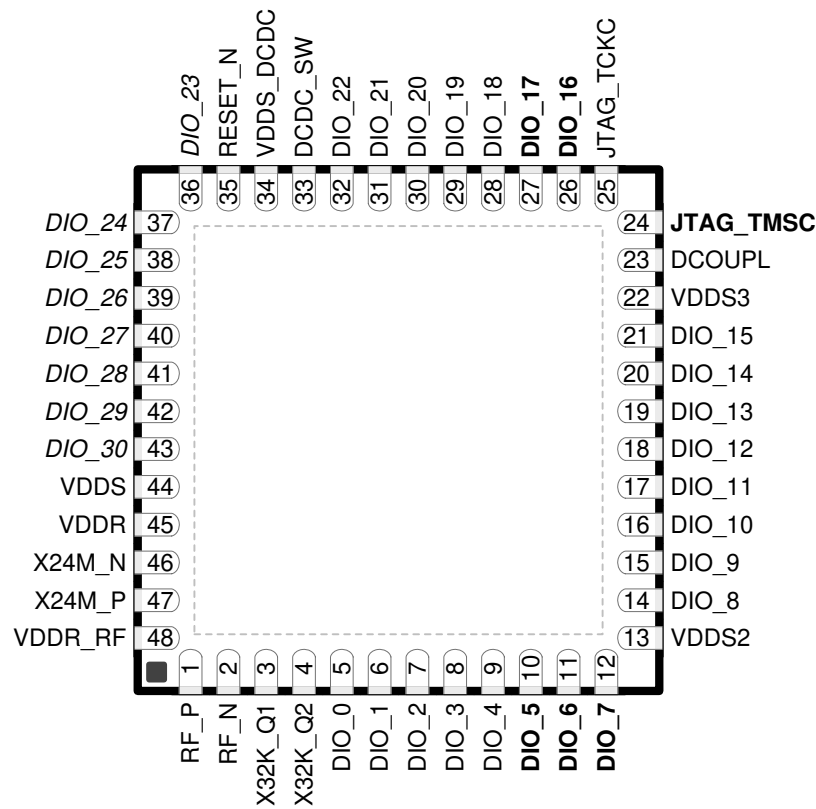 DIO_23
RESET_N
VDDS_DCDC
DCDC_SW
DIO_22
DIO_21
DIO_20
DIO_19
DIO_18
DIO_17
DIO_16
JTAG_TCKC
36
35
34
33
32
31
30
29
28
27
26
25
DIO_24 37
DIO_25 38
DIO_26 39
DIO_27 40
DIO_28 41
DIO_29 42
DIO_30 43
VDDS 44
VDDR 45
X24M_N 46
X24M_P 47
VDDR_RF 48
24 JTAG_TMSC
23 DCOUPL
22 VDDS3
21 DIO_15
20 DIO_14
19 DIO_13
18 DIO_12
17 DIO_11
16 DIO_10
15 DIO_9
14 DIO_8
13 VDDS2
1
2
3
4
5
6
7
8
9
10
11
12
RF_P
RF_N
X32K_Q1
X32K_Q2
DIO_0
DIO_1
DIO_2
DIO_3
DIO_4
DIO_5
DIO_6
DIO_7